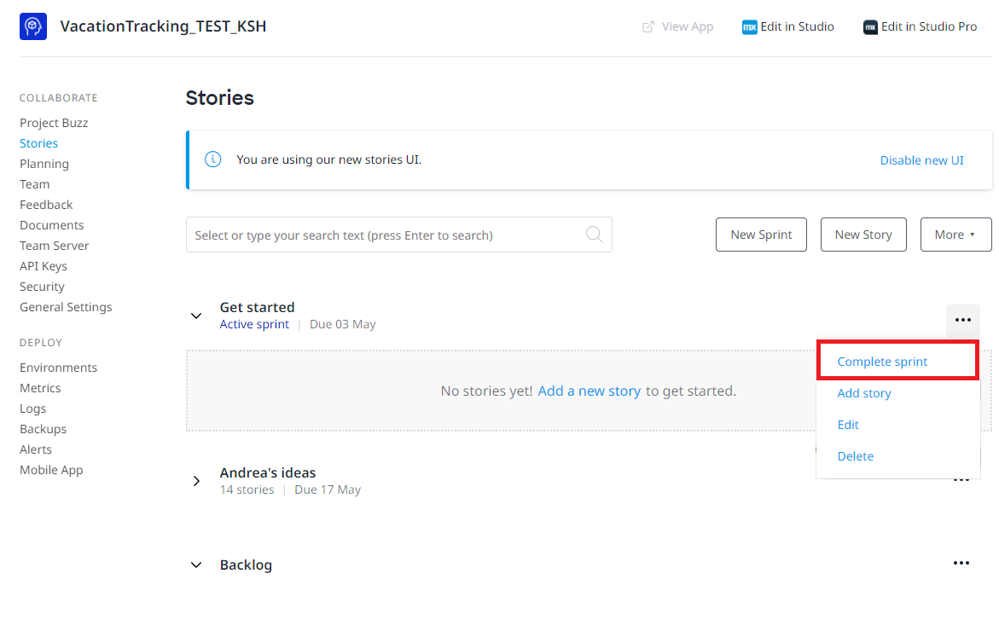 VacationTracking_TEST_KSH
View App
mx Edit in Studio
mx Edit in Studio Pro
COLLABORATE
Project Buzz
Stories
Planning
Team
Feedback
Documents
Team Server
API Keys
Security
General Settings
DEPLOY
Environments
Metrics
Logs
Backups
Alerts
Mobile App
Stories
You are using our new stories UI.
Disable new UI
Select or type your search text (press Enter to search)
New Sprint
New Story
More
Get started
Active sprint | Due 03 May
Complete sprint
Add story
Edit
Delete
No stories yet! Add a new story to get started.
Andrea's ideas
14 stories | Due 17 May
Backlog